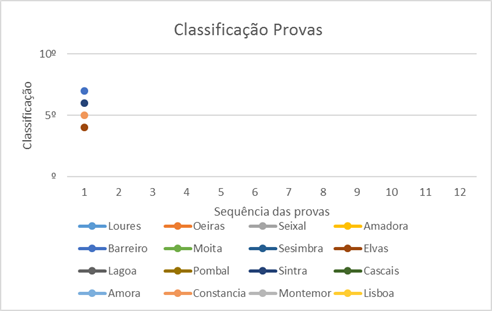 Classificação Provas
10º
5º
º
Classificação
1 2 3 4 5 6 7 8 9 10 11 12
Sequência das provas
Loures Oeiras Seixal Amadora
Barreiro Moita Sesimbra Elvas
Lagoa Pombal Sintra Cascais
Amora Constancia Montemor Lisboa